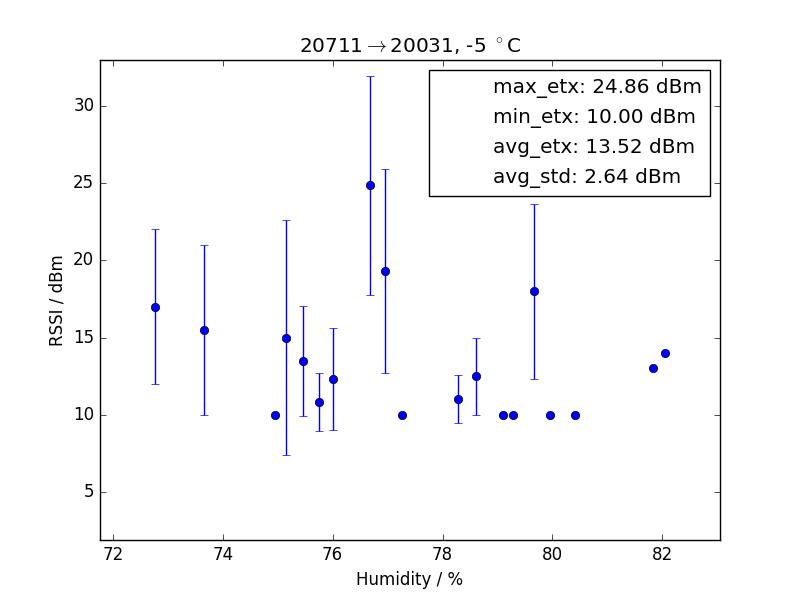 20711→20031, -5 °C
max_etx: 24.86 dBm
min_etx: 10.00 dBm
avg_etx: 13.52 dBm
avg_std: 2.64 dBm
RSSI / dBm
30
25
20
15
10
5
72 74 76 78 80 82
Humidity / %